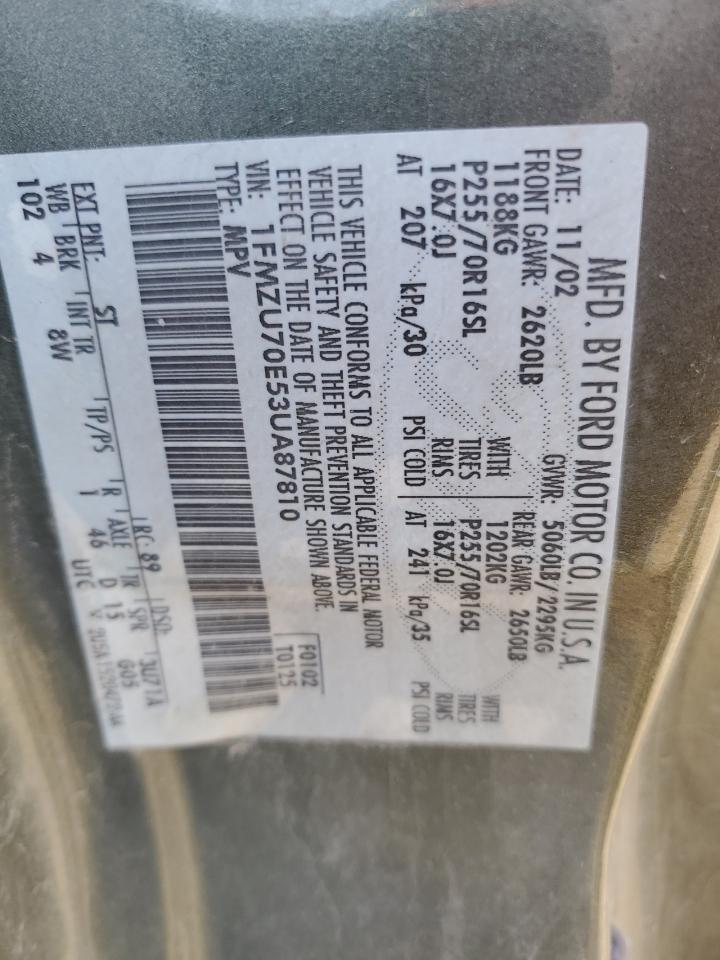 MFD. BY FORD MOTOR CO. IN U.S.A.
DATE: 11/02 GVWR: 5060LB/2295KG
FRONT GAWR: 2620LB REAR GAWR: 2650LB
1188KG WITH 1202KG WITH
P255/70R16SL TIRES P255/70R16SL TIRES
16X7.0J RIMS 16X7.0J RIMS
AT 207 kPa/30 PSI COLD AT 241 kPa/35 PSI COLD
THIS VEHICLE CONFORMS TO ALL APPLICABLE FEDERAL MOTOR
VEHICLE SAFETY AND THEFT PREVENTION STANDARDS IN
EFFECT ON THE DATE OF MANUFACTURE SHOWN ABOVE.
VIN: 1FMZU70E53UA87810 F0102
TYPE: MPV T0125
EXT PNT: ST RC: 89 DSO:
WB BRK INT TR TP/PS R AXLE TR SPR
102 4 8W 1 46 D 13 G05
UTC